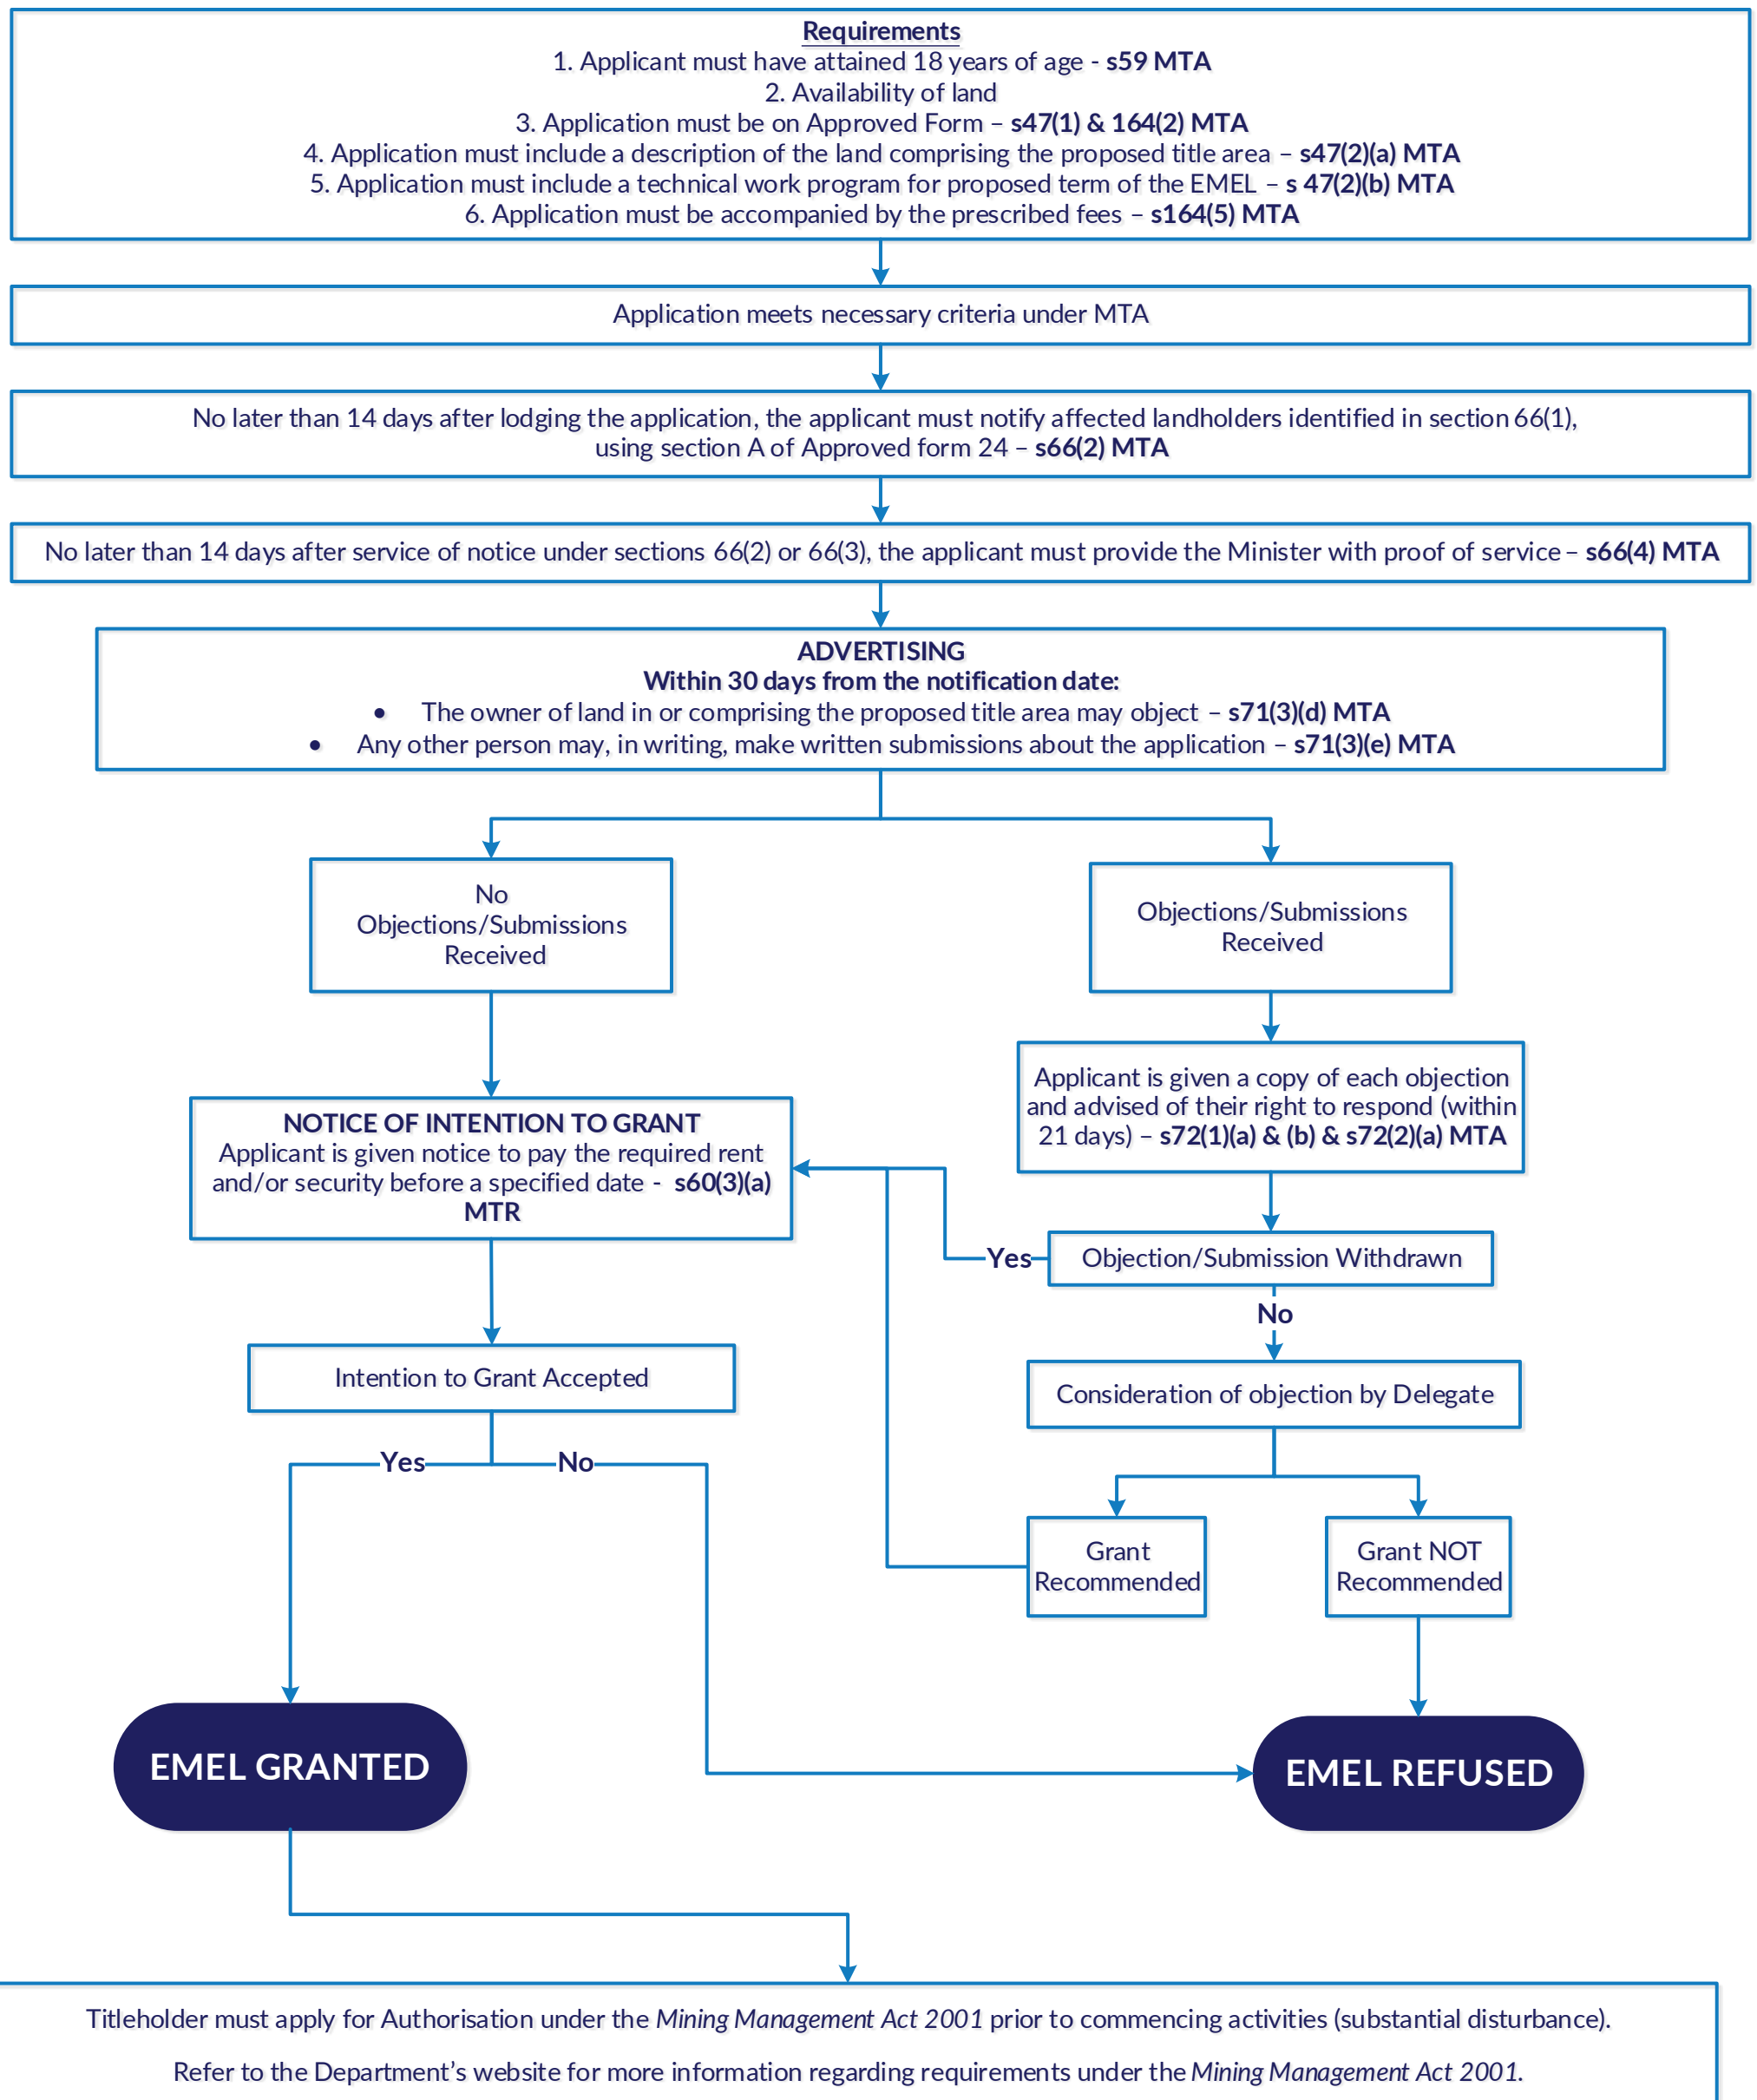 Requirements
1. Applicant must have attained 18 years of age - s59 MTA
2. Availability of land
3. Application must be on Approved Form – s47(1) & 164(2) MTA
4. Application must include a description of the land comprising the proposed title area – s47(2)(a) MTA
5. Application must include a technical work program for proposed term of the EMEL – s 47(2)(b) MTA
6. Application must be accompanied by the prescribed fees – s164(5) MTA
Application meets necessary criteria under MTA
No later than 14 days after lodging the application, the applicant must notify affected landholders identified in section 66(1),
using section A of Approved form 24 – s66(2) MTA
No later than 14 days after service of notice under sections 66(2) or 66(3), the applicant must provide the Minister with proof of service – s66(4) MTA
ADVERTISING
Within 30 days from the notification date:
• The owner of land in or comprising the proposed title area may object – s71(3)(d) MTA
• Any other person may, in writing, make written submissions about the application – s71(3)(e) MTA
No
Objections/Submissions
Received
Objections/Submissions
Received
Applicant is given a copy of each objection
and advised of their right to respond (within
21 days) – s72(1)(a) & (b) & s72(2)(a) MTA
NOTICE OF INTENTION TO GRANT
Applicant is given notice to pay the required rent
and/or security before a specified date - s60(3)(a)
MTR
Yes
Objection/Submission Withdrawn
No
Intention to Grant Accepted
Consideration of objection by Delegate
Yes
No
Grant
Recommended
Grant NOT
Recommended
EMEL GRANTED
EMEL REFUSED
Titleholder must apply for Authorisation under the Mining Management Act 2001 prior to commencing activities (substantial disturbance).
Refer to the Department’s website for more information regarding requirements under the Mining Management Act 2001.